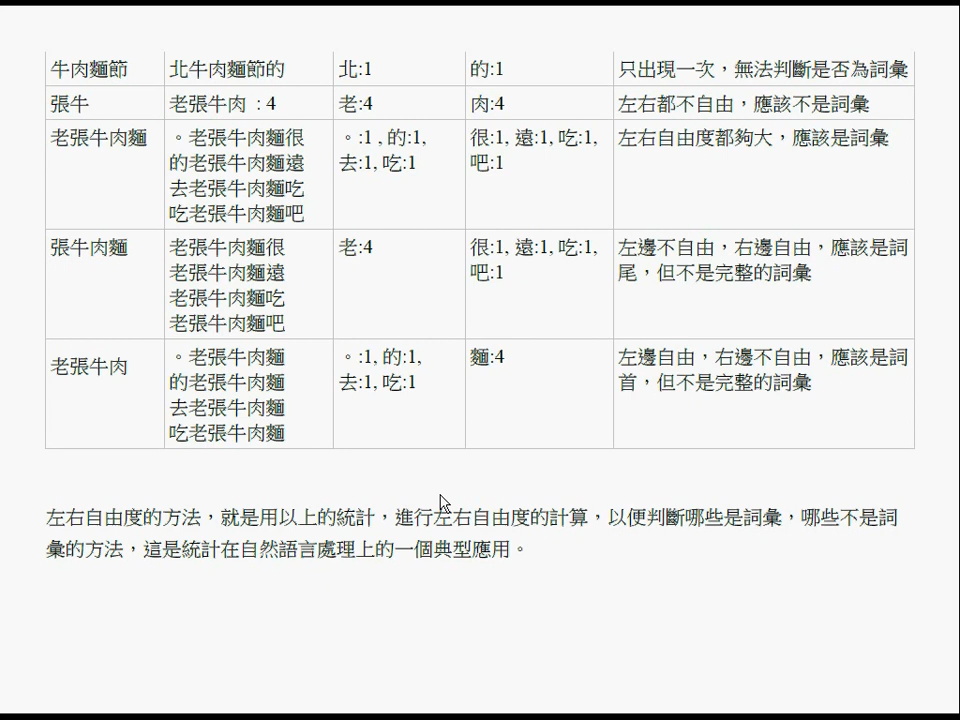 牛肉麵節 北牛肉麵節的 北:1 的:1 只出現一次，無法判斷是否為詞彙
張牛 老張牛肉 : 4 老:4 肉:4 左右都不自由，應該不是詞彙
老張牛肉麵 。老張牛肉麵很 。:1 , 的:1, 很:1, 遠:1, 吃:1, 左右自由度都夠大，應該是詞彙
的老張牛肉麵遠 去:1, 吃:1 吧:1
去老張牛肉麵吃
吃老張牛肉麵吧
張牛肉麵 老張牛肉麵很 老:4 很:1, 遠:1, 吃:1, 左邊不自由，右邊自由，應該是詞
老張牛肉麵遠 吧:1 尾，但不是完整的詞彙
老張牛肉麵吃
老張牛肉麵吧
老張牛肉 。老張牛肉麵 。:1, 的:1, 麵:4 左邊自由，右邊不自由，應該是詞
的老張牛肉麵 去:1, 吃:1 首，但不是完整的詞彙
去老張牛肉麵
吃老張牛肉麵
左右自由度的方法，就是用以上的統計，進行左右自由度的計算，以便判斷哪些是詞彙，哪些不是詞
彙的方法，這是統計在自然語言處理上的一個典型應用。